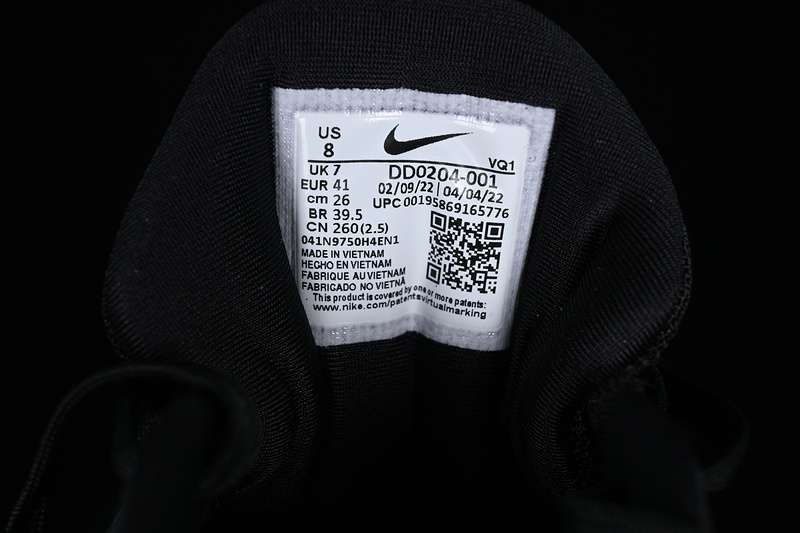 US
8
VQ1
UK 7
DD0204-001
EUR 41
02/09/22 | 04/04/22
cm 26
UPC 00195869165776
BR 39.5
CN 260(2.5)
041N9750H4EN1
MADE IN VIETNAM
HECHO EN VIETNAM
FABRIQUE AU VIETNAM
FABRICADO NO VIETNÃ
This product is covered by one or more patents:
www.nike.com/patentsvirtualmarking